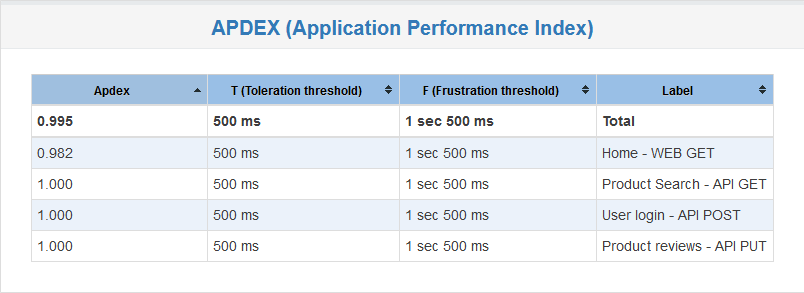 APDEX (Application Performance Index)
Apdex T (Toleration threshold) F (Frustration threshold) Label
0.995 500 ms 1 sec 500 ms Total
0.982 500 ms 1 sec 500 ms Home - WEB GET
1.000 500 ms 1 sec 500 ms Product Search - API GET
1.000 500 ms 1 sec 500 ms User login - API POST
1.000 500 ms 1 sec 500 ms Product reviews - API PUT